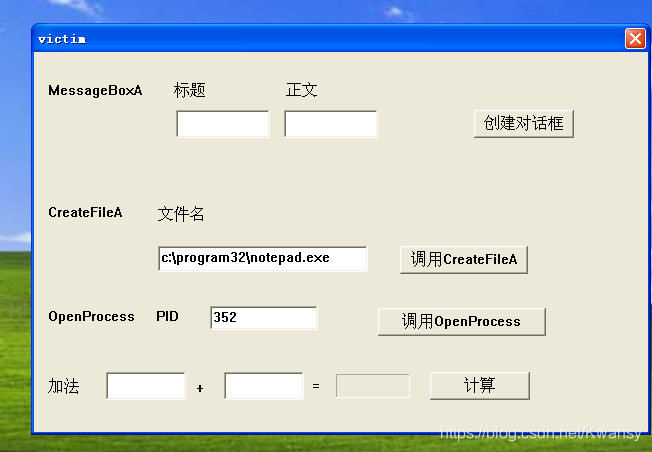 victim
MessageBoxA 标题 正文
创建对话框
CreateFileA 文件名
c:\program32\notepad.exe 调用CreateFileA
OpenProcess PID 352 调用OpenProcess
加法 + = 计算
https://blog.csdn.net/Kwansy